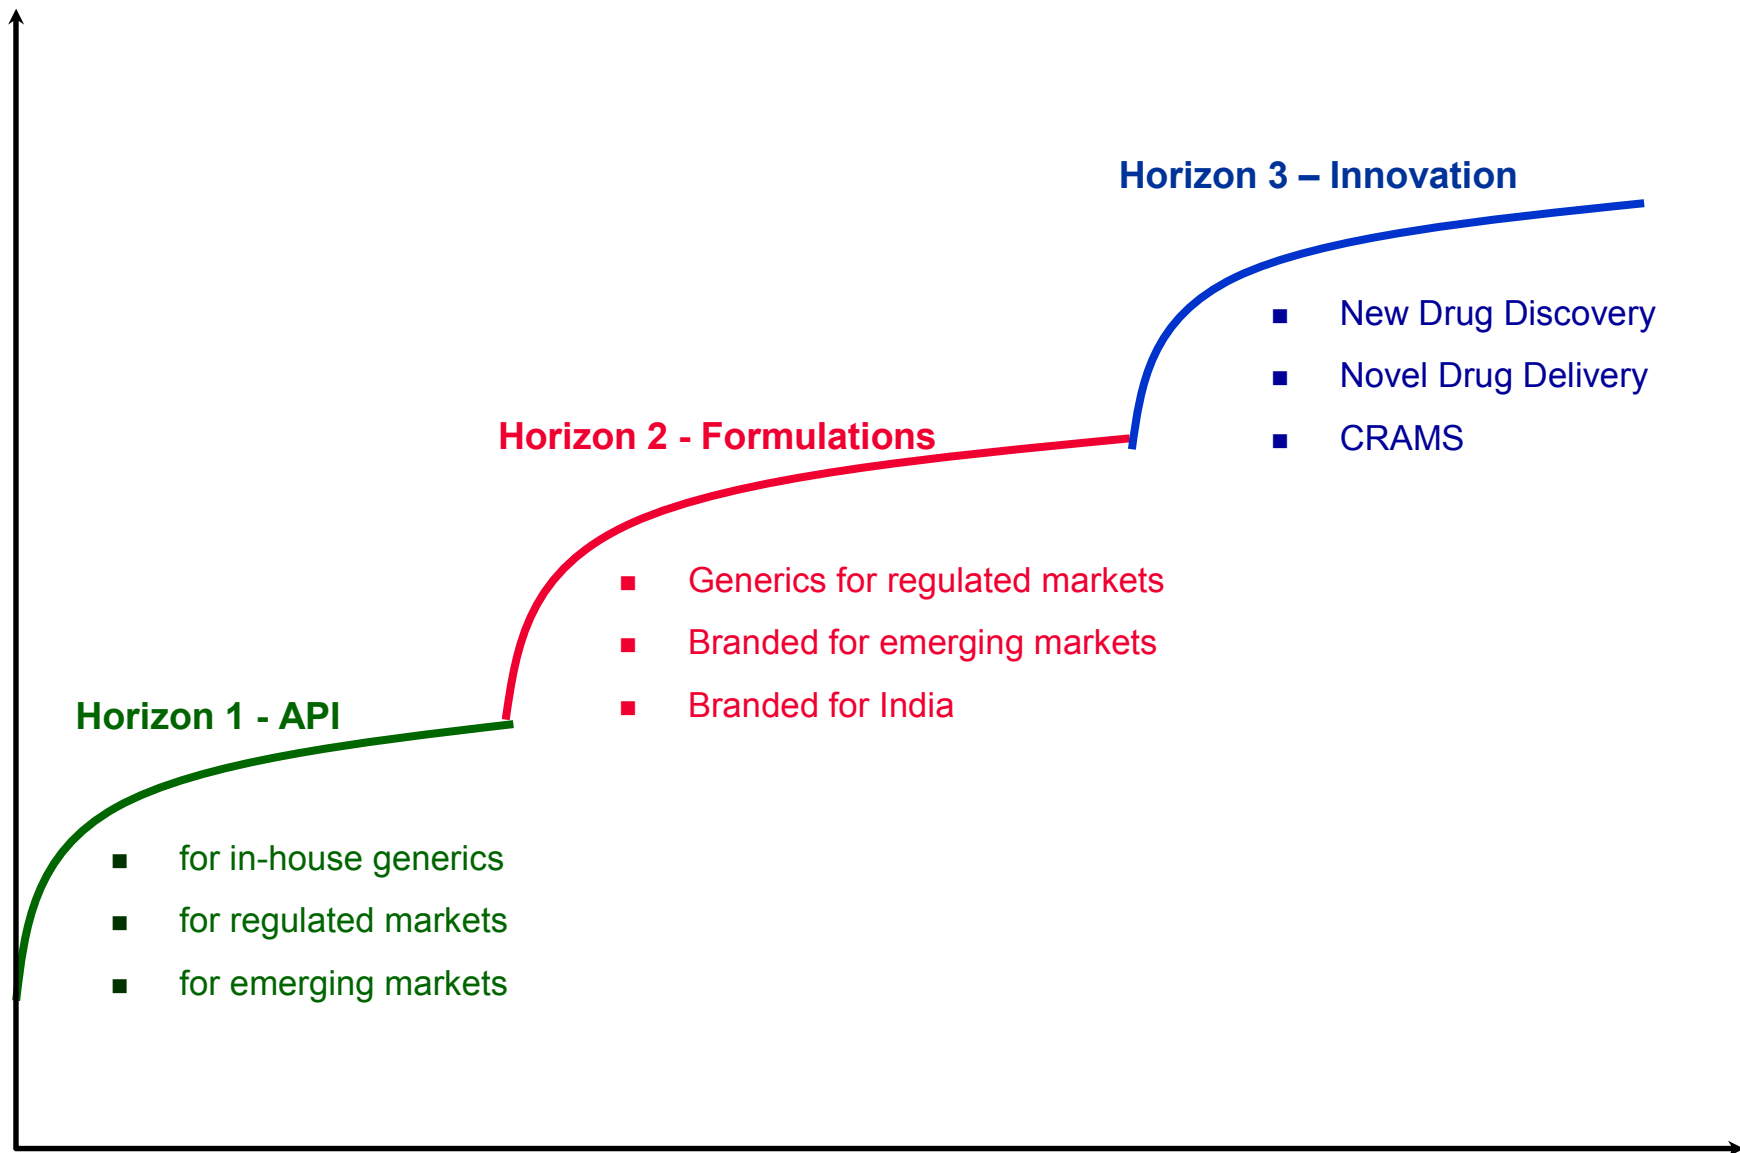 Horizon 3 – Innovation
■ New Drug Discovery
■ Novel Drug Delivery
■ CRAMS
Horizon 2 - Formulations
■ Generics for regulated markets
■ Branded for emerging markets
■ Branded for India
Horizon 1 - API
■ for in-house generics
■ for regulated markets
■ for emerging markets